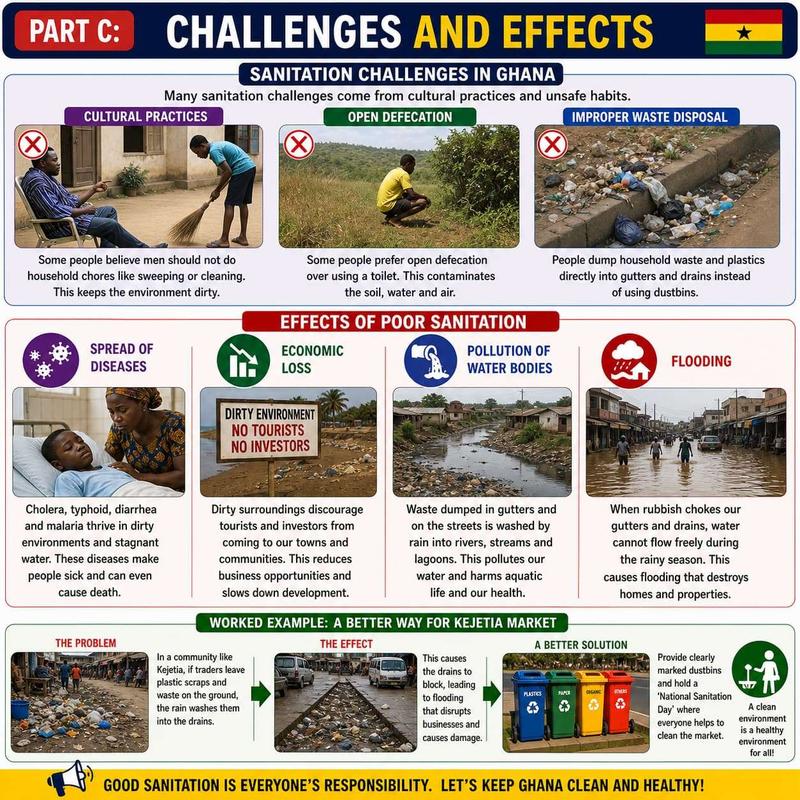 PART C:
CHALLENGES AND EFFECTS
SANITATION CHALLENGES IN GHANA
Many sanitation challenges come from cultural practices and unsafe habits.
CULTURAL PRACTICES
Some people believe men should not do
household chores like sweeping or cleaning.
This keeps the environment dirty.
OPEN DEFECATION
Some people prefer open defecation
over using a toilet. This contaminates
the soil, water and air.
IMPROPER WASTE DISPOSAL
People dump household waste and plastics
directly into gutters and drains instead
of using dustbins.
EFFECTS OF POOR SANITATION
SPREAD OF
DISEASES
Cholera, typhoid, diarrhea
and malaria thrive in dirty
environments and stagnant
water. These diseases make
people sick and can even
cause death.
ECONOMIC
LOSS
DIRTY ENVIRONMENT
NO TOURISTS
NO INVESTORS
Dirty surroundings discourage
tourists and investors from
coming to our towns and
communities. This reduces
business opportunities and
slows down development.
POLLUTION OF
WATER BODIES
Waste dumped in gutters and
on the streets is washed by
rain into rivers, streams and
lagoons. This pollutes our
water and harms aquatic
life and our health.
FLOODING
When rubbish chokes our
gutters and drains, water
cannot flow freely during
the rainy season. This
causes flooding that destroys
homes and properties.
WORKED EXAMPLE: A BETTER WAY FOR KEJETIA MARKET
THE PROBLEM
In a community like
Kejetia, if traders leave
plastic scraps and
waste on the ground,
the rain washes them
into the drains.
THE EFFECT
This causes
the drains to
block, leading
to flooding
that disrupts
businesses and
causes damage.
A BETTER SOLUTION
PLASTICS
PAPER
ORGANIC
OTHERS
Provide clearly
marked dustbins
and hold a
'National Sanitation
Day' where
everyone helps to
clean the market.
A clean
environment
is a healthy
environment
for all!
GOOD SANITATION IS EVERYONE'S RESPONSIBILITY. LET'S KEEP GHANA CLEAN AND HEALTHY!